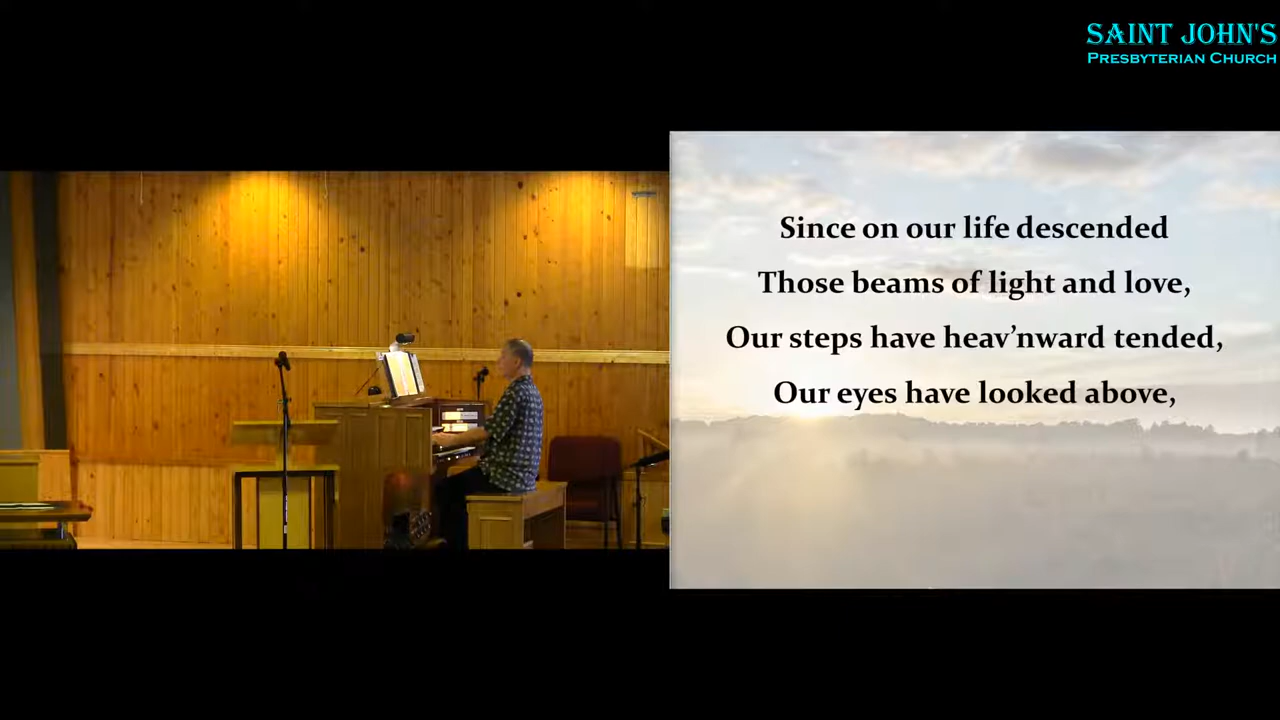 SAINT JOHN'S
PRESBYTERIAN CHURCH
Since on our life descended
Those beams of light and love,
Our steps have heav’nward tended,
Our eyes have looked above,